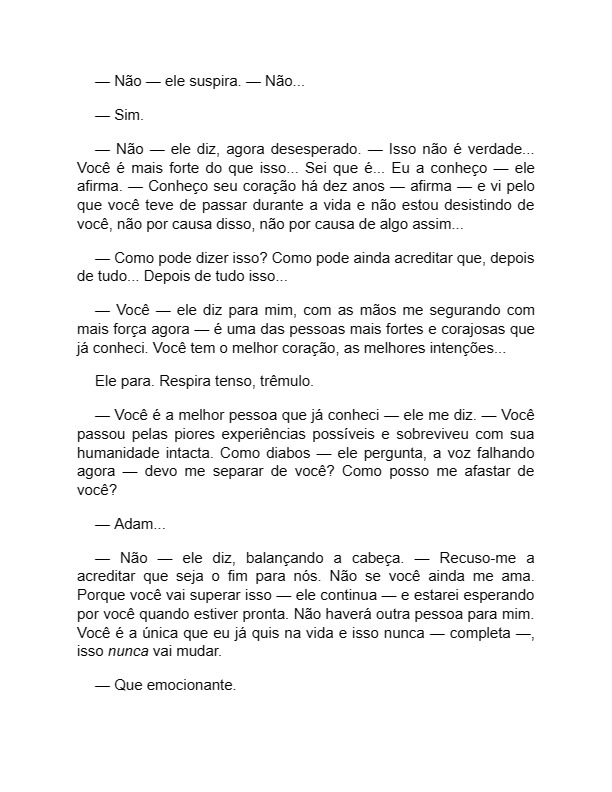 — Não — ele suspira. — Não...
— Sim.
— Não — ele diz, agora desesperado. — Isso não é verdade...
Você é mais forte do que isso... Sei que é... Eu a conheço — ele
afirma. — Conheço seu coração há dez anos — afirma — e vi pelo
que você teve de passar durante a vida e não estou desistindo de
você, não por causa disso, não por causa de algo assim...
— Como pode dizer isso? Como pode ainda acreditar que, depois
de tudo... Depois de tudo isso...
— Você — ele diz para mim, com as mãos me segurando com
mais força agora — é uma das pessoas mais fortes e corajosas que
já conheci. Você tem o melhor coração, as melhores intenções...
Ele para. Respira tenso, trêmulo.
— Você é a melhor pessoa que já conheci — ele me diz. — Você
passou pelas piores experiências possíveis e sobreviveu com sua
humanidade intacta. Como diabos — ele pergunta, a voz falhando
agora — devo me separar de você? Como posso me afastar de
você?
— Adam...
— Não — ele diz, balançando a cabeça. — Recuso-me a
acreditar que seja o fim para nós. Não se você ainda me ama.
Porque você vai superar isso — ele continua — e estarei esperando
por você quando estiver pronta. Não haverá outra pessoa para mim.
Você é a única que eu já quis na vida e isso nunca — completa —,
isso nunca vai mudar.
— Que emocionante.